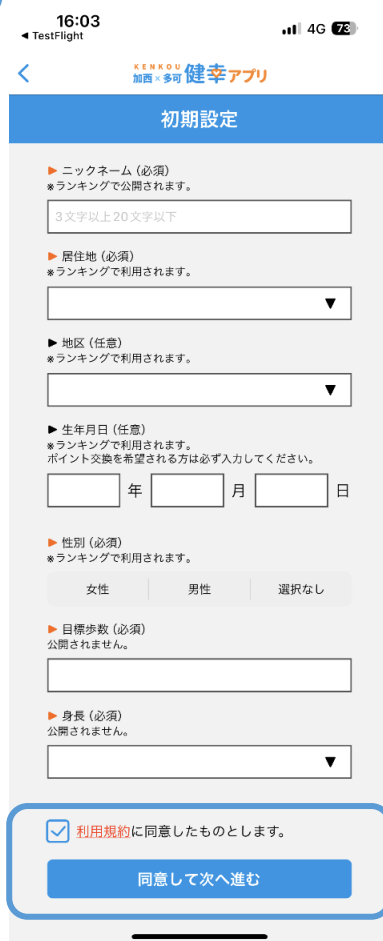 16:03
◀ TestFlight
4G 73
KENKOU
加西×多可 健幸アプリ
初期設定
▶ ニックネーム (必須)
※ランキングで公開されます。
3文字以上20文字以下
▶ 居住地 (必須)
※ランキングで利用されます。
▼
▶ 地区 (任意)
※ランキングで利用されます。
▼
▶ 生年月日 (任意)
※ランキングで利用されます。
ポイント交換を希望される方は必ず入力してください。
年 月 日
▶ 性別 (必須)
※ランキングで利用されます。
女性 男性 選択なし
▶ 目標歩数 (必須)
公開されません。
▶ 身長 (必須)
公開されません。
▼
利用規約に同意したものとします。
同意して次へ進む